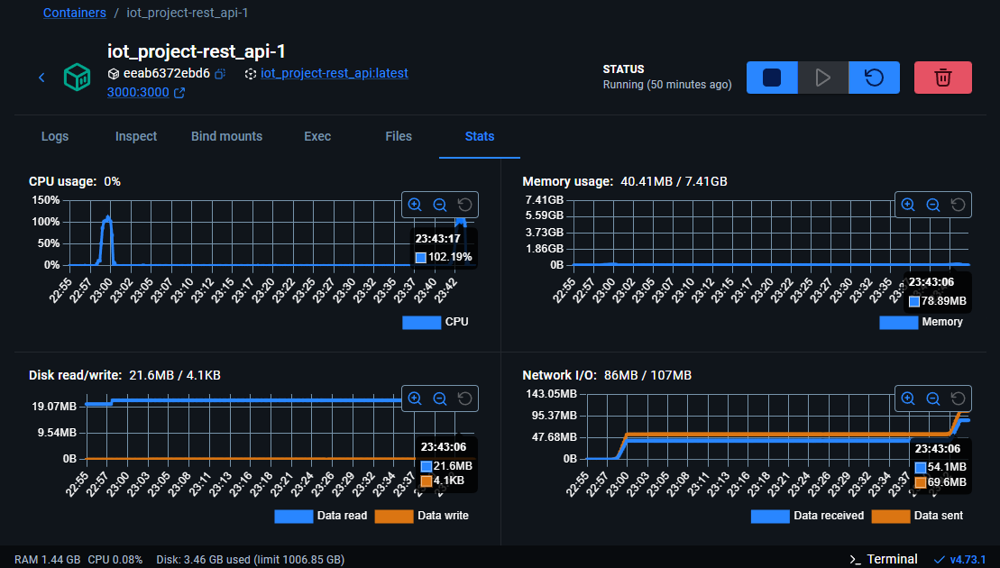 Containers / iot_project-rest_api-1
iot_project-rest_api-1
eeab6372ebd6 iot_project-rest_api:latest
3000:3000
STATUS
Running (50 minutes ago)
Logs Inspect Bind mounts Exec Files Stats
CPU usage: 0%
150%
100%
50%
0%
22:55 22:57 23:00 23:02 23:05 23:07 23:10 23:12 23:15 23:17 23:20 23:22 23:25 23:27 23:30 23:32 23:35 23:37 23:40 23:42
23:43:17
102.19%
CPU
Memory usage: 40.41MB / 7.41GB
7.41GB
5.59GB
3.73GB
1.86GB
0B
22:55 22:57 23:00 23:02 23:05 23:07 23:10 23:12 23:15 23:17 23:20 23:22 23:25 23:27 23:30 23:32 23:35
23:43:06
78.89MB
Memory
Disk read/write: 21.6MB / 4.1KB
19.07MB
9.54MB
0B
22:55 22:57 23:00 23:03 23:05 23:08 23:11 23:13 23:16 23:18 23:21 23:24 23:26 23:29 23:32 23:34 23:37
23:43:06
21.6MB
4.1KB
Data read Data write
Network I/O: 86MB / 107MB
143.05MB
95.37MB
47.68MB
0B
22:55 22:57 23:00 23:03 23:05 23:08 23:11 23:13 23:16 23:18 23:21 23:24 23:26 23:29 23:32 23:34 23:37
23:43:06
54.1MB
69.6MB
Data received Data sent
RAM 1.44 GB CPU 0.08% Disk: 3.46 GB used (limit 1006.85 GB)
>_ Terminal v4.73.1